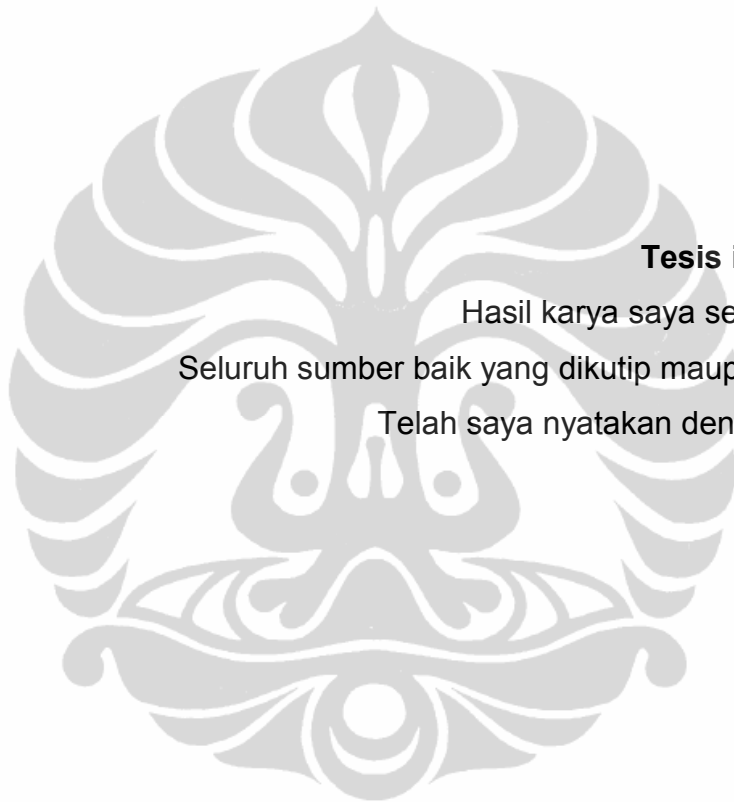 Tesis i
Hasil karya saya se
Seluruh sumber baik yang dikutip maup
Telah saya nyatakan den